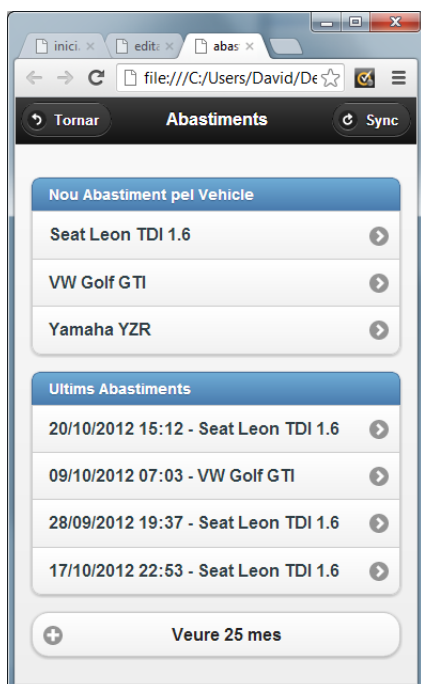 inici.
edita
abas
file:///C:/Users/David/De
Tornar
Abastiments
Sync
Nou Abastiment pel Vehicle
Seat Leon TDI 1.6
VW Golf GTI
Yamaha YZR
Ultims Abastiments
20/10/2012 15:12 - Seat Leon TDI 1.6
09/10/2012 07:03 - VW Golf GTI
28/09/2012 19:37 - Seat Leon TDI 1.6
17/10/2012 22:53 - Seat Leon TDI 1.6
Veure 25 mes